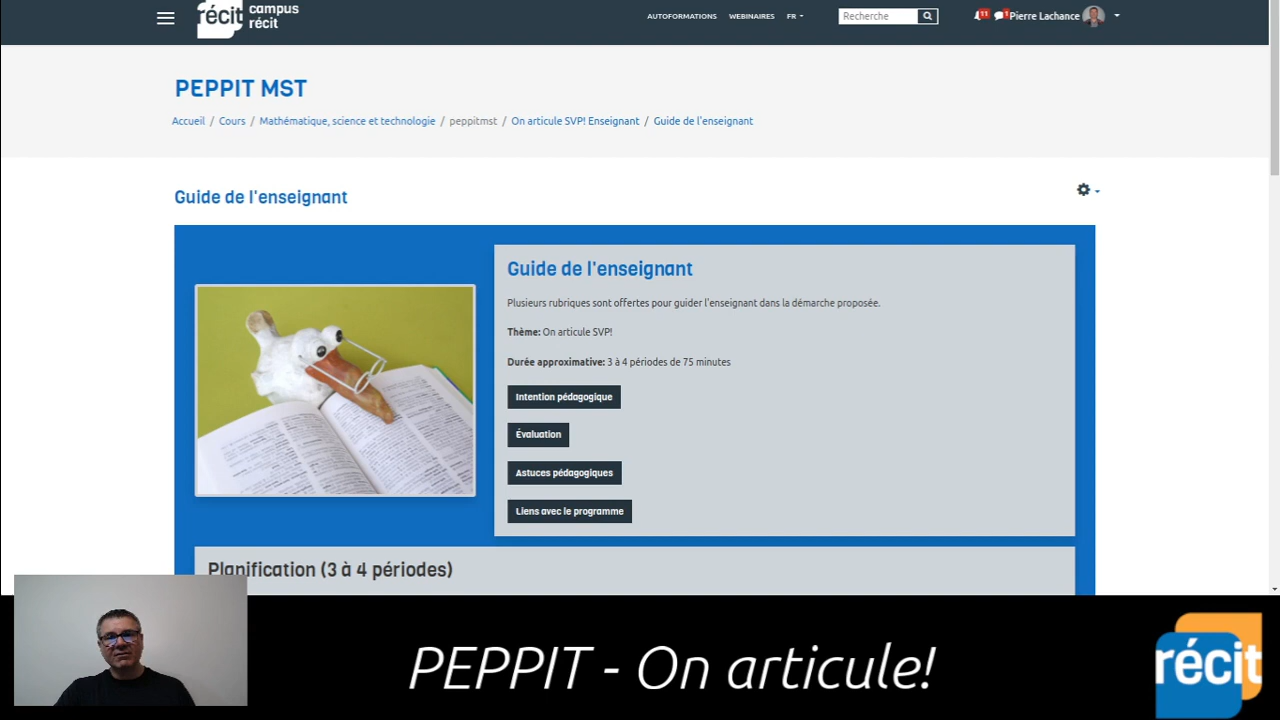 récit
campus
récit
AUTOFORMATIONS WEBINAIRES FR Recherche 11 1 Pierre Lachance
PEPPIT MST
Accueil / Cours / Mathématique, science et technologie / peppitmst / On articule SVP! Enseignant / Guide de l'enseignant
Guide de l'enseignant
Guide de l'enseignant
Plusieurs rubriques sont offertes pour guider l'enseignant dans la démarche proposée.
Thème: On articule SVP!
Durée approximative: 3 à 4 périodes de 75 minutes
Intention pédagogique
Évaluation
Astuces pédagogiques
Liens avec le programme
Planification (3 à 4 périodes)
PEPPIT - On articule!
récit